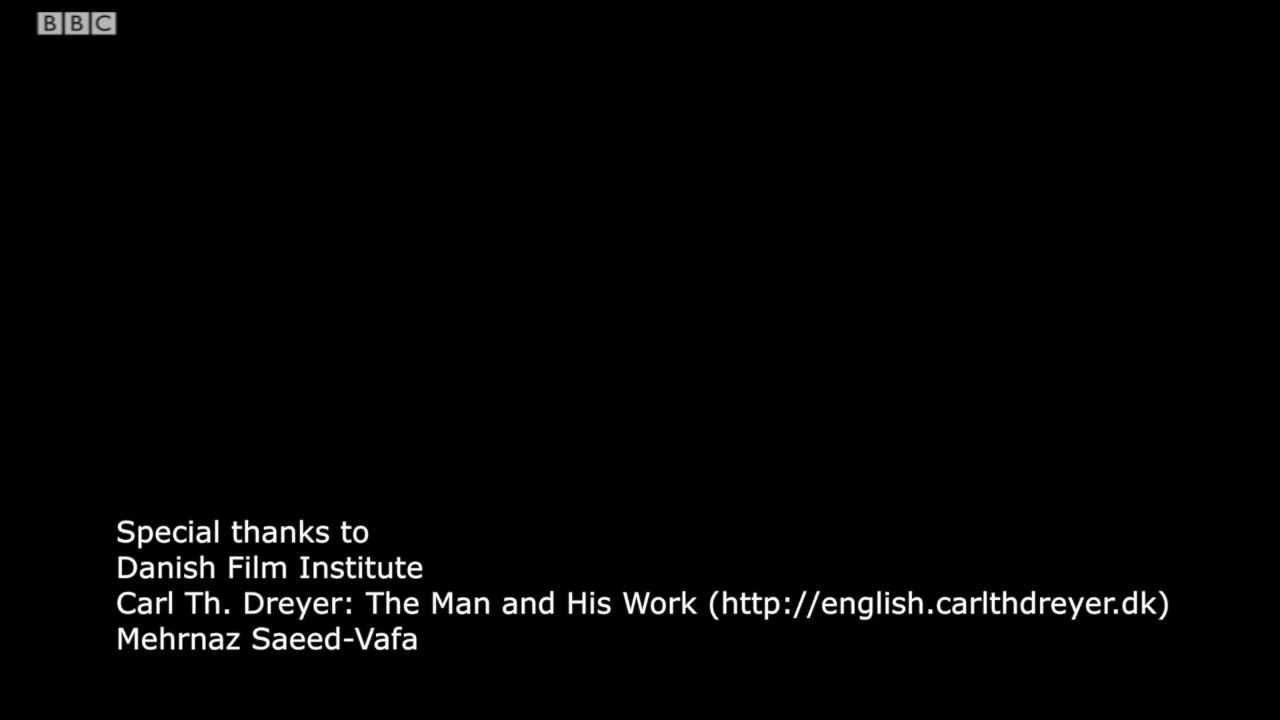 BBC
Special thanks to
Danish Film Institute
Carl Th. Dreyer: The Man and His Work (http://english.carlthdreyer.dk)
Mehrnaz Saeed-Vafa